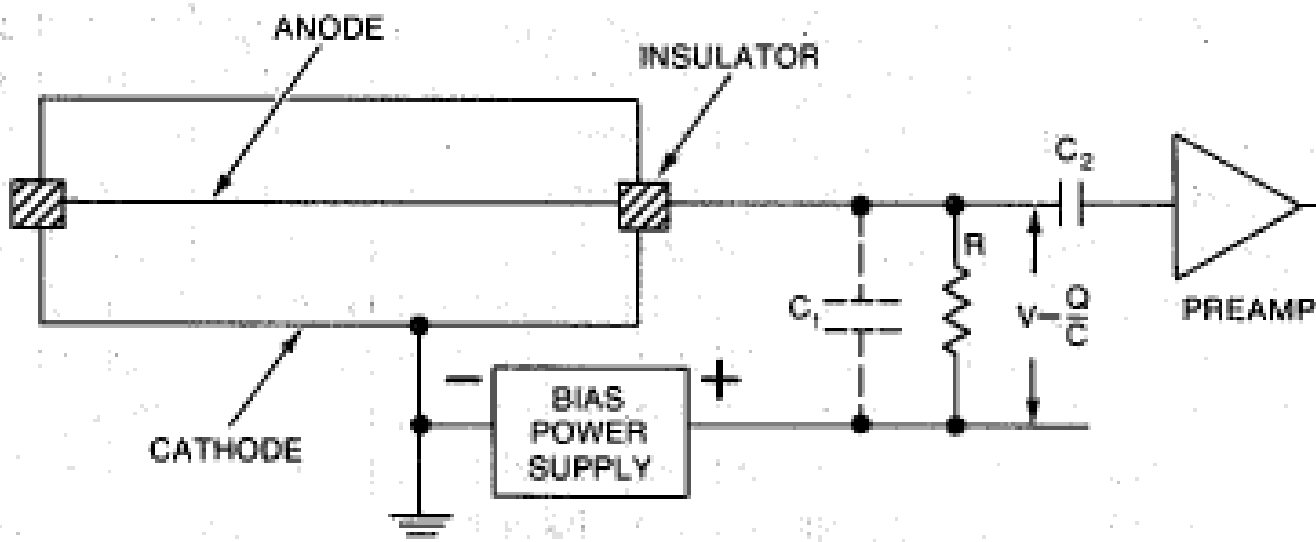 ANODE
INSULATOR
C2
R
C1
V=Q/C
PREAMP
− BIAS +
POWER
SUPPLY
CATHODE